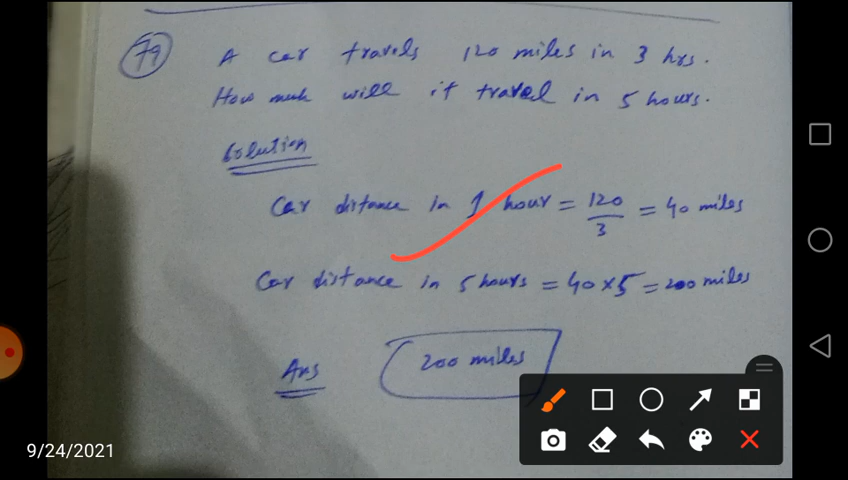 79
A car travels 120 miles in 3 hrs.
How much will it travel in 5 hours.
Solution
Car distance in 1 hour = 120/3 = 40 miles
Car distance in 5 hours = 40 × 5 = 200 miles
Ans 200 miles
9/24/2021